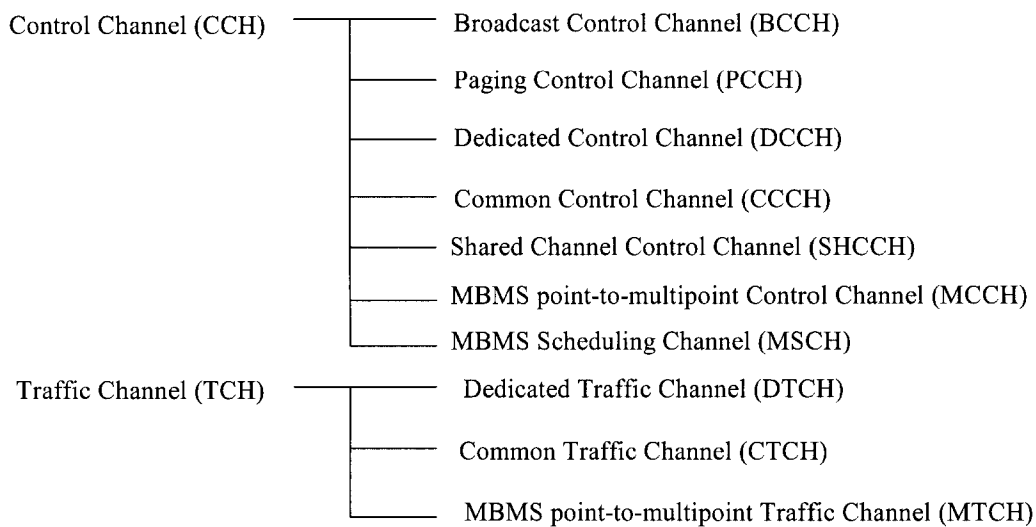 Control Channel (CCH)
Broadcast Control Channel (BCCH)
Paging Control Channel (PCCH)
Dedicated Control Channel (DCCH)
Common Control Channel (CCCH)
Shared Channel Control Channel (SHCCH)
MBMS point-to-multipoint Control Channel (MCCH)
MBMS Scheduling Channel (MSCH)
Traffic Channel (TCH)
Dedicated Traffic Channel (DTCH)
Common Traffic Channel (CTCH)
MBMS point-to-multipoint Traffic Channel (MTCH)